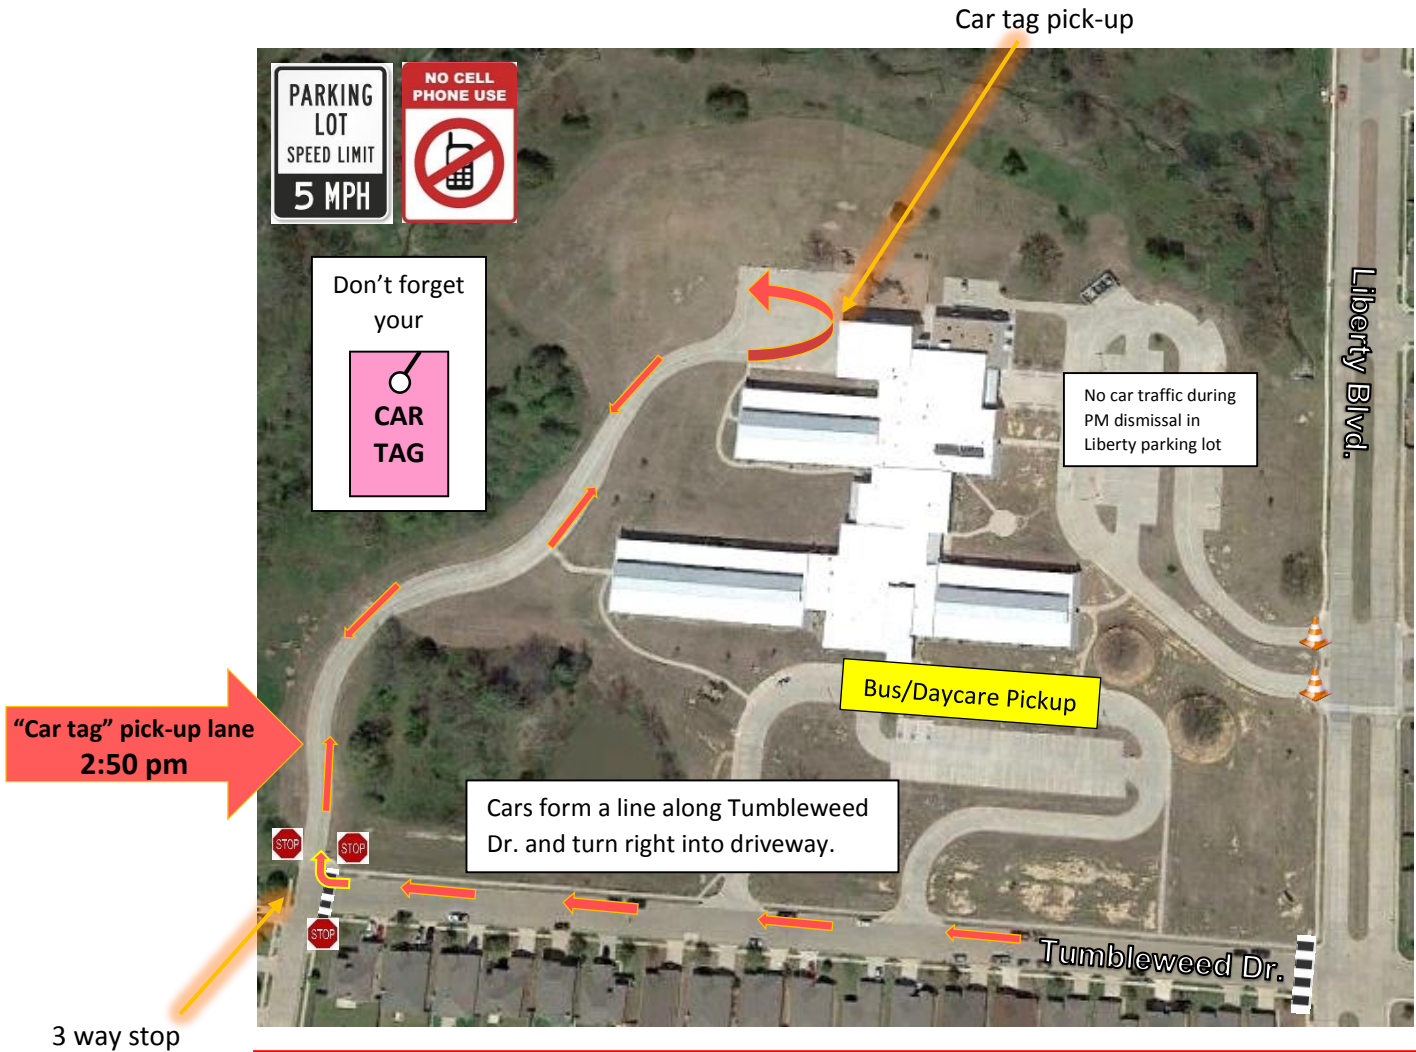 Car tag pick-up
PARKING
LOT
SPEED LIMIT
5 MPH
NO CELL
PHONE USE
Don’t forget
your
CAR
TAG
Liberty Blvd.
No car traffic during
PM dismissal in
Liberty parking lot
Bus/Daycare Pickup
“Car tag” pick-up lane
2:50 pm
Cars form a line along Tumbleweed
Dr. and turn right into driveway.
STOP
STOP
STOP
Tumbleweed Dr.
3 way stop